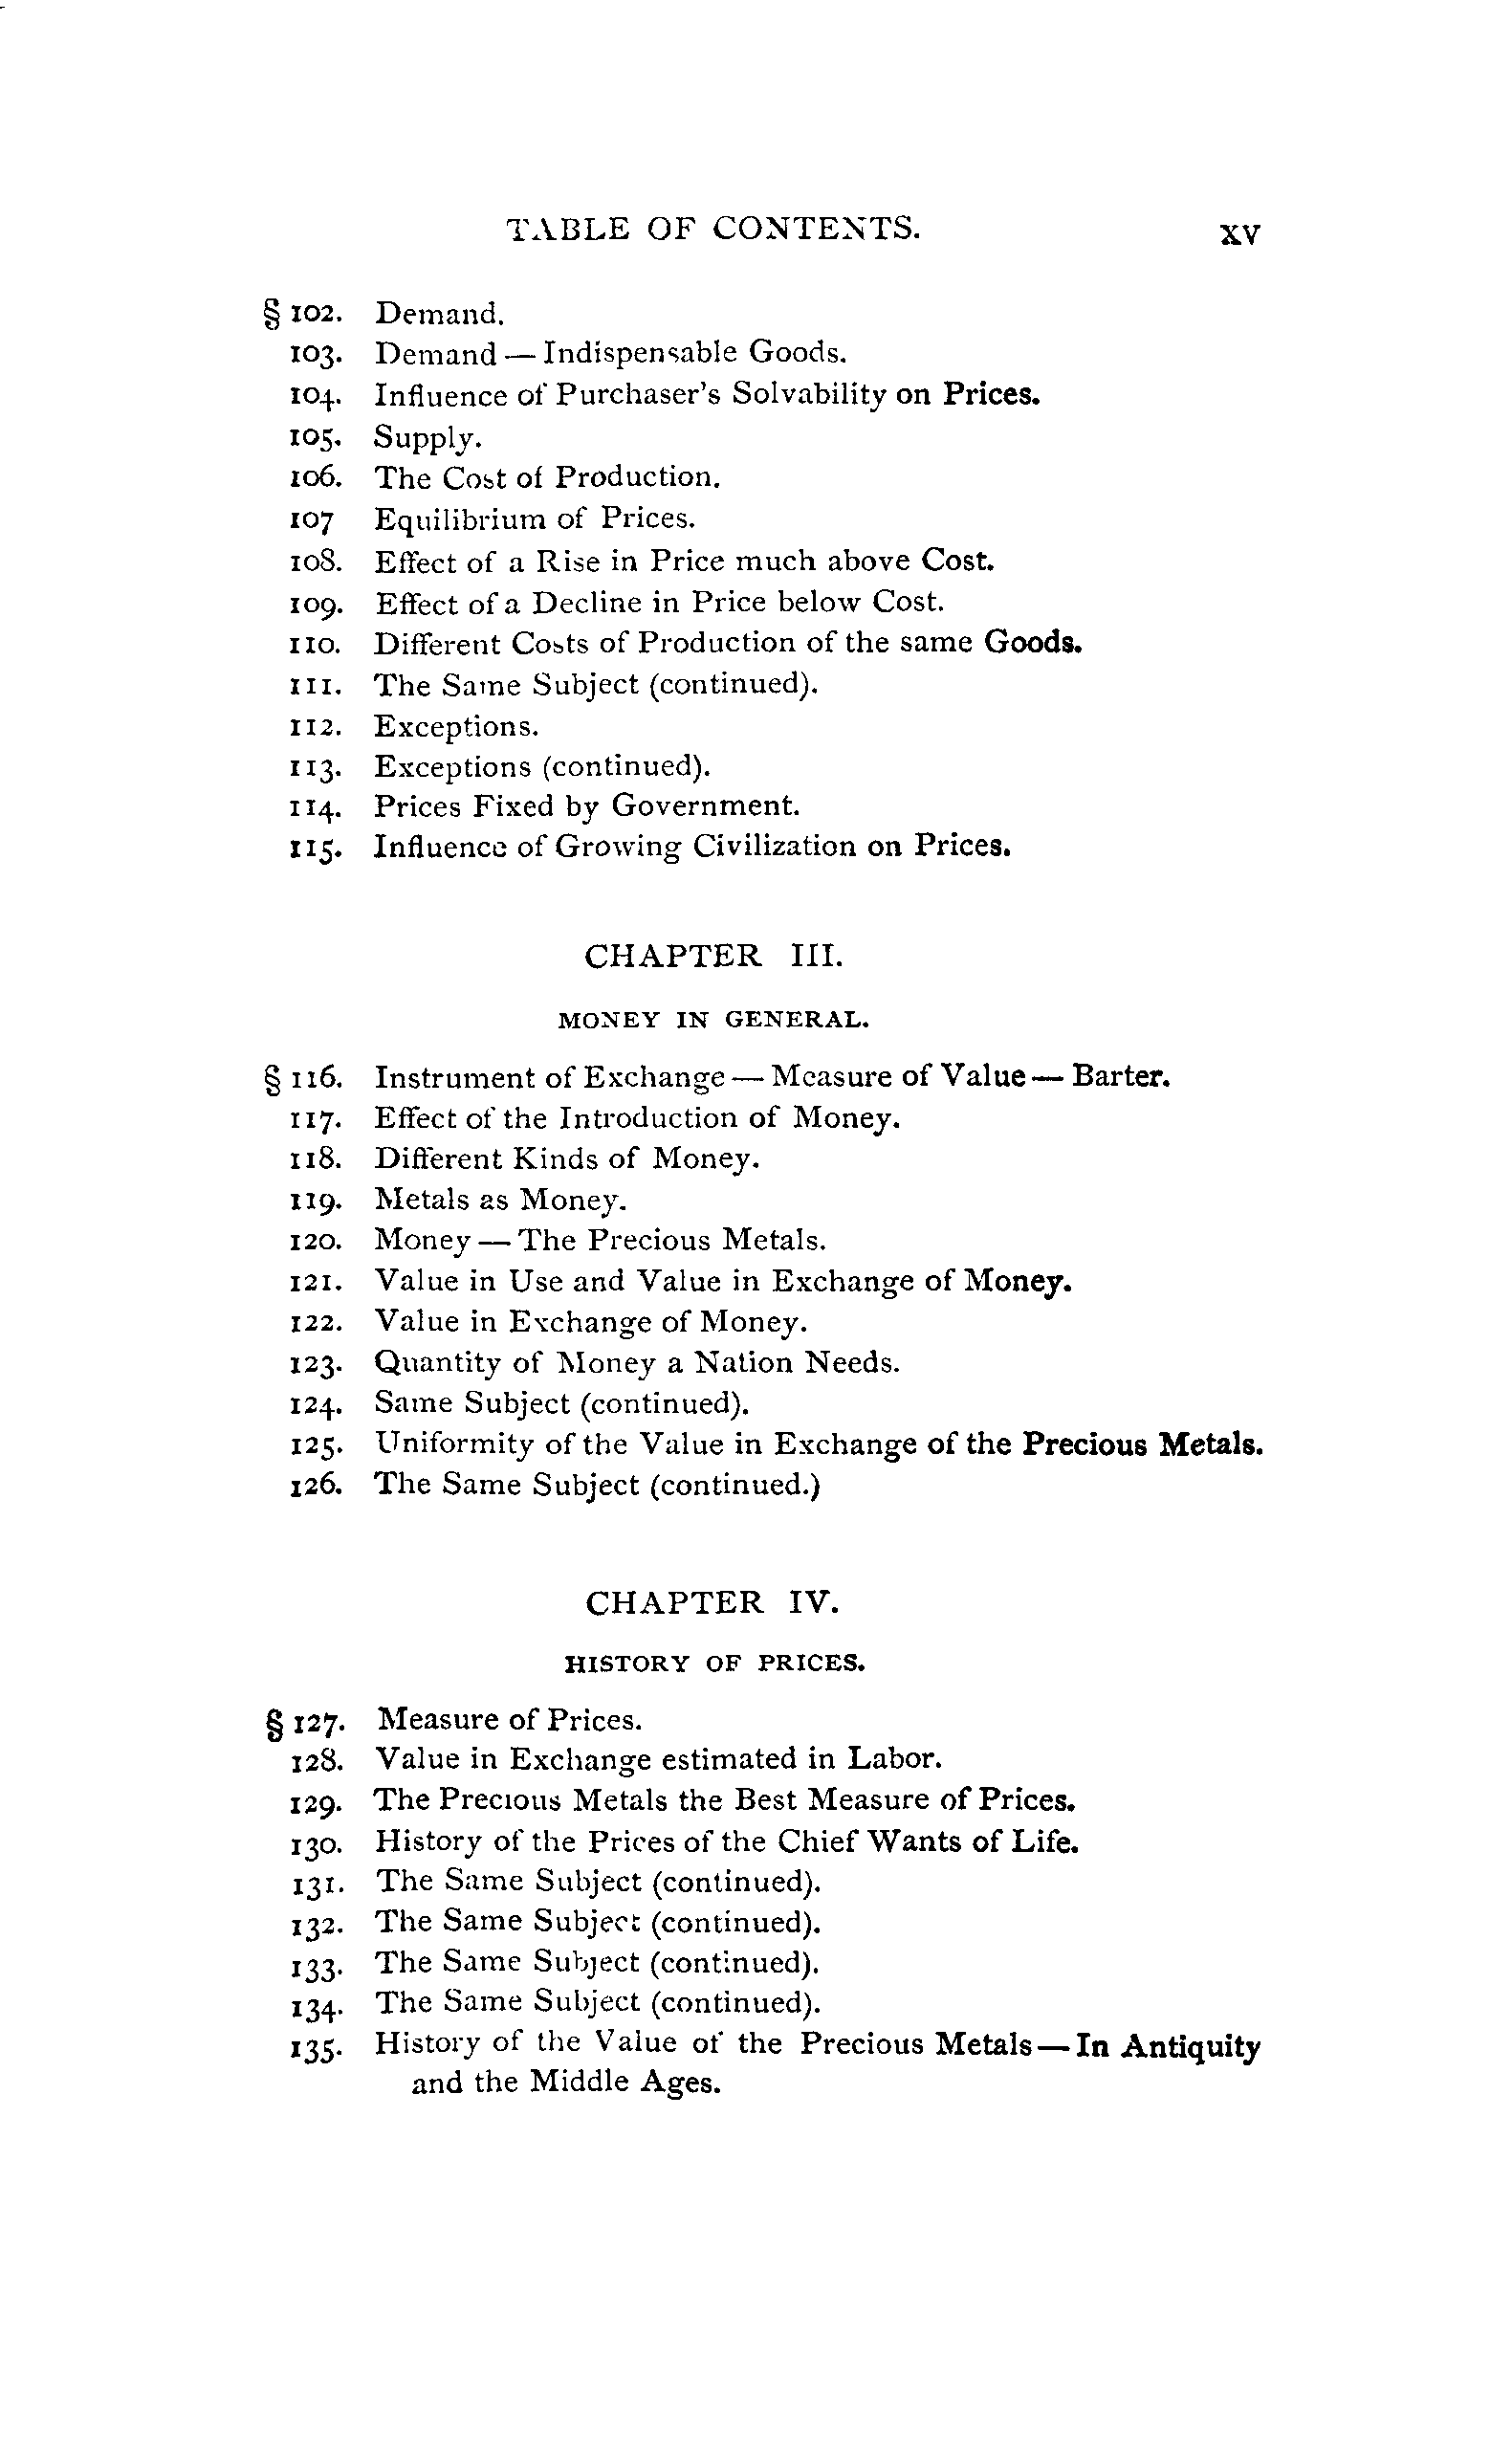 TABLE OF CONTENTS. XV
§ 102. Demand.
103. Demand — Indispensable Goods.
104. Influence of Purchaser's Solvability on Prices.
105. Supply.
106. The Cost of Production.
107 Equilibrium of Prices.
108. Effect of a Rise in Price much above Cost.
109. Effect of a Decline in Price below Cost.
110. Different Costs of Production of the same Goods.
111. The Same Subject (continued).
112. Exceptions.
113. Exceptions (continued).
114. Prices Fixed by Government.
115. Influence of Growing Civilization on Prices.
CHAPTER III.
MONEY IN GENERAL.
§ 116. Instrument of Exchange — Measure of Value — Barter.
117. Effect of the Introduction of Money.
118. Different Kinds of Money.
119. Metals as Money.
120. Money — The Precious Metals.
121. Value in Use and Value in Exchange of Money.
122. Value in Exchange of Money.
123. Quantity of Money a Nation Needs.
124. Same Subject (continued).
125. Uniformity of the Value in Exchange of the Precious Metals.
126. The Same Subject (continued.)
CHAPTER IV.
HISTORY OF PRICES.
§ 127. Measure of Prices.
128. Value in Exchange estimated in Labor.
129. The Precious Metals the Best Measure of Prices.
130. History of the Prices of the Chief Wants of Life.
131. The Same Subject (continued).
132. The Same Subject (continued).
133. The Same Subject (continued).
134. The Same Subject (continued).
135. History of the Value of the Precious Metals — In Antiquity
and the Middle Ages.